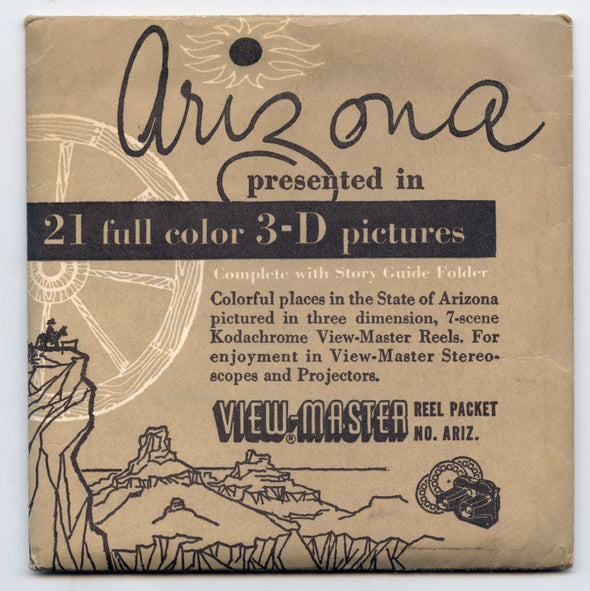 Arizona
presented in
21 full color 3-D pictures
Complete with Story Guide Folder
Colorful places in the State of Arizona
pictured in three dimension, 7-scene
Kodachrome View-Master Reels. For
enjoyment in View-Master Stereo-
scopes and Projectors.
VIEW-MASTER® REEL PACKET
NO. ARIZ.